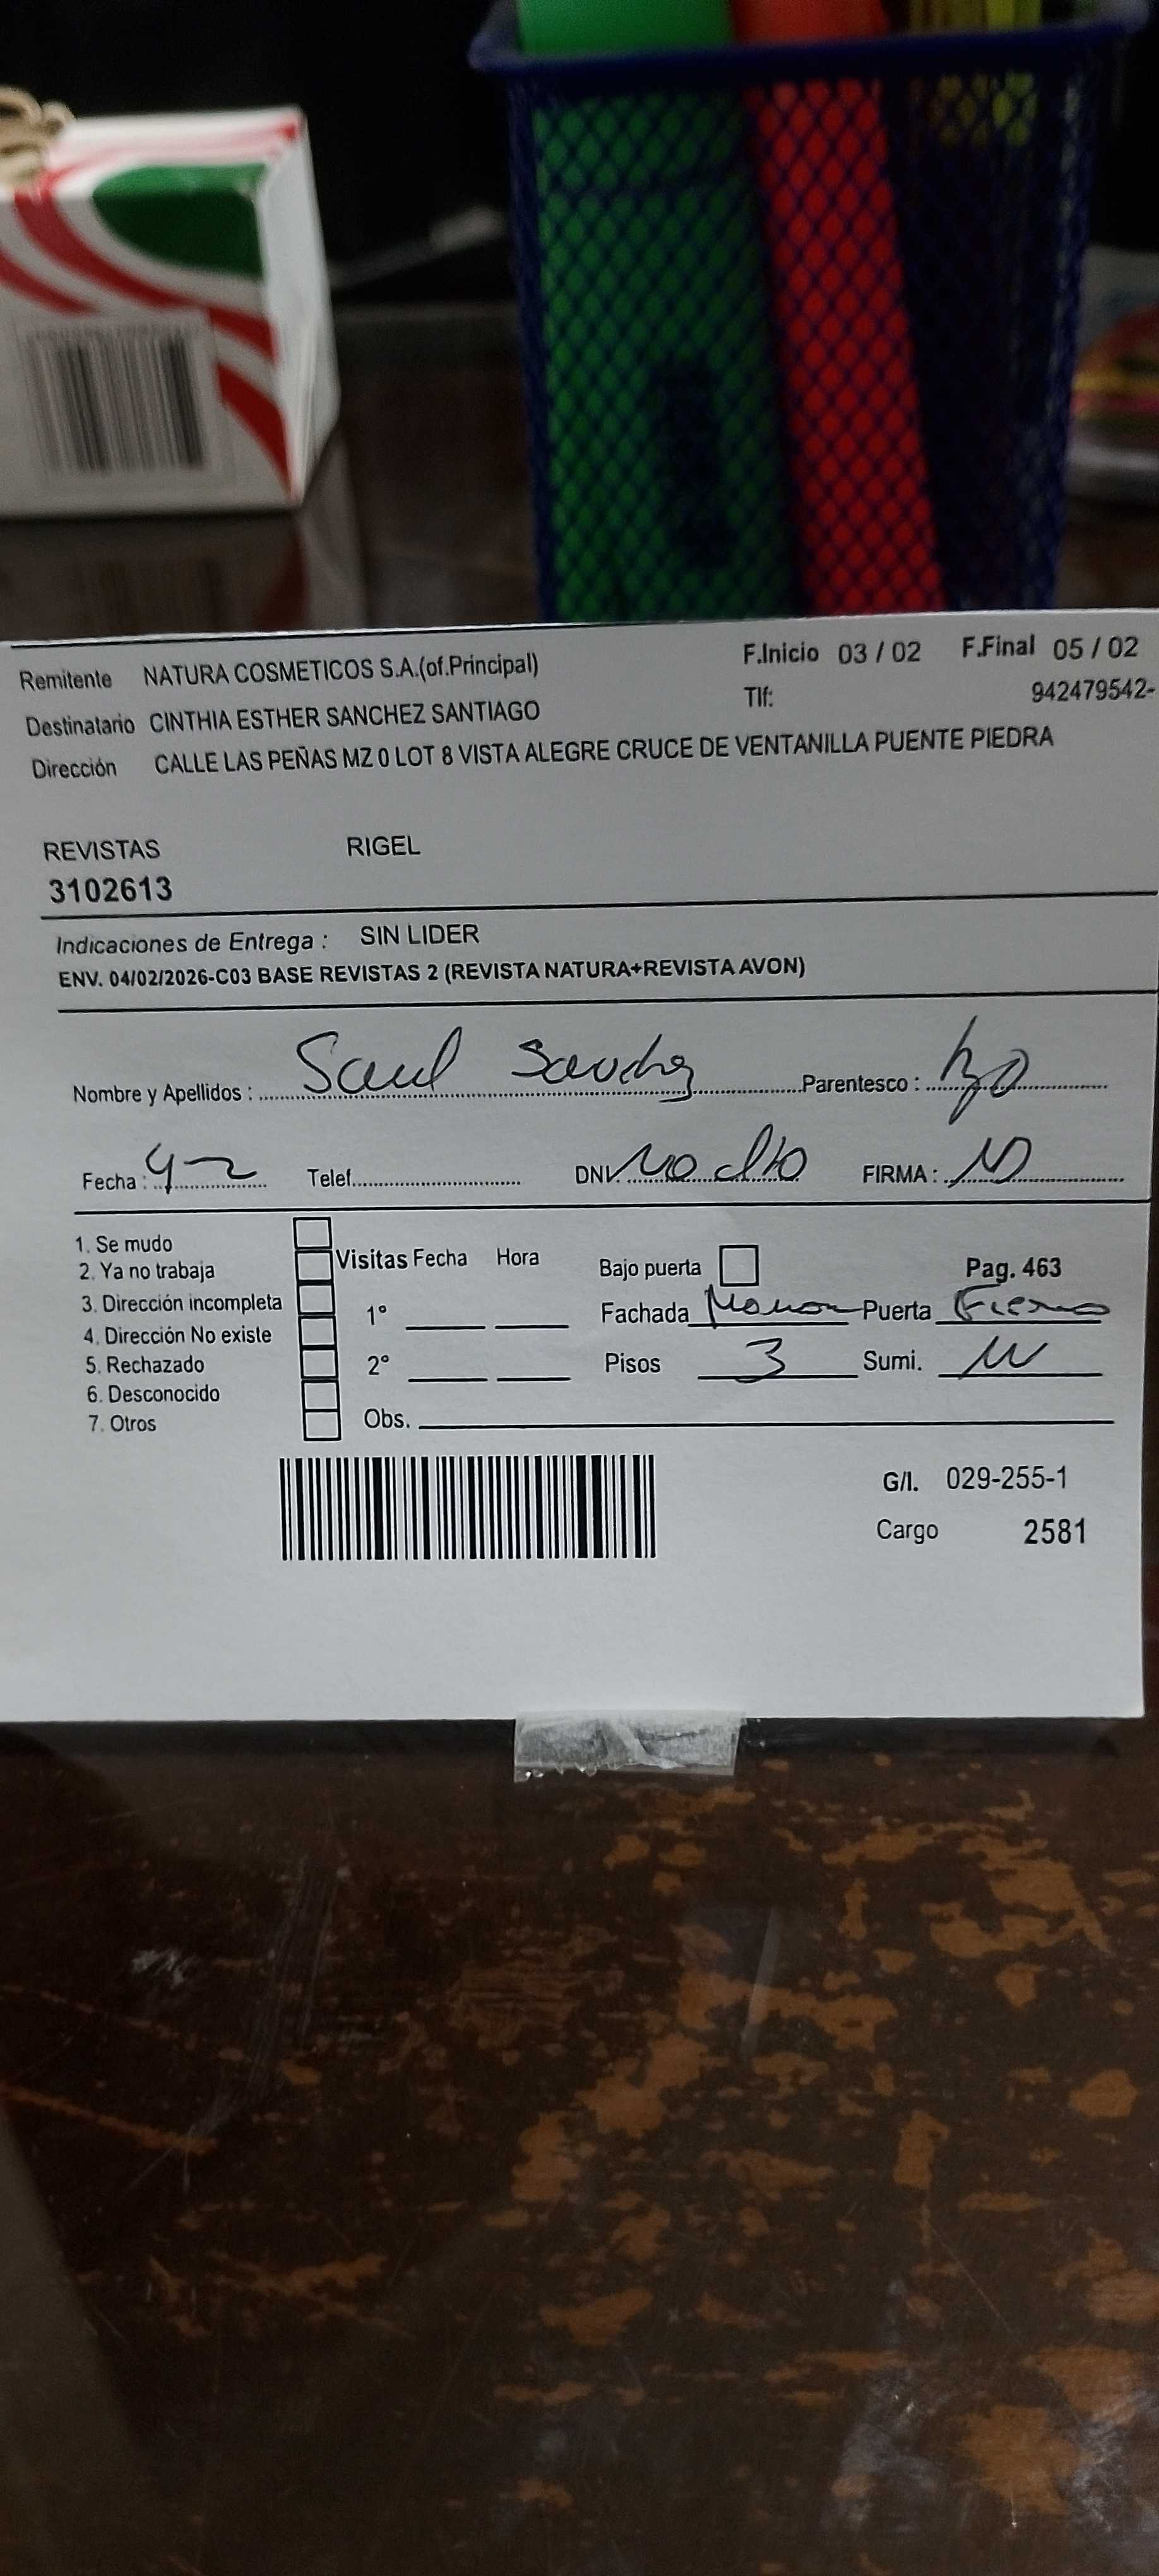 Remitente NATURA COSMETICOS S.A.(of.Principal) F.Inicio 03 / 02 F.Final 05 / 02
Destinatario CINTHIA ESTHER SANCHEZ SANTIAGO Tlf: 942479542-
Dirección CALLE LAS PEÑAS MZ 0 LOT 8 VISTA ALEGRE CRUCE DE VENTANILLA PUENTE PIEDRA
REVISTAS RIGEL
3102613
Indicaciones de Entrega : SIN LIDER
ENV. 04/02/2026-C03 BASE REVISTAS 2 (REVISTA NATURA+REVISTA AVON)
Nombre y Apellidos : Saul Sanchez Parentesco :
Fecha : 4-2 Telef. DNI. no dio FIRMA :
1. Se mudo
2. Ya no trabaja
3. Dirección incompleta
4. Dirección No existe
5. Rechazado
6. Desconocido
7. Otros
Visitas Fecha Hora
1°
2°
Obs.
Bajo puerta Pag. 463
Fachada Puerta Fierro
Pisos 3 Sumi.
G/I. 029-255-1
Cargo 2581